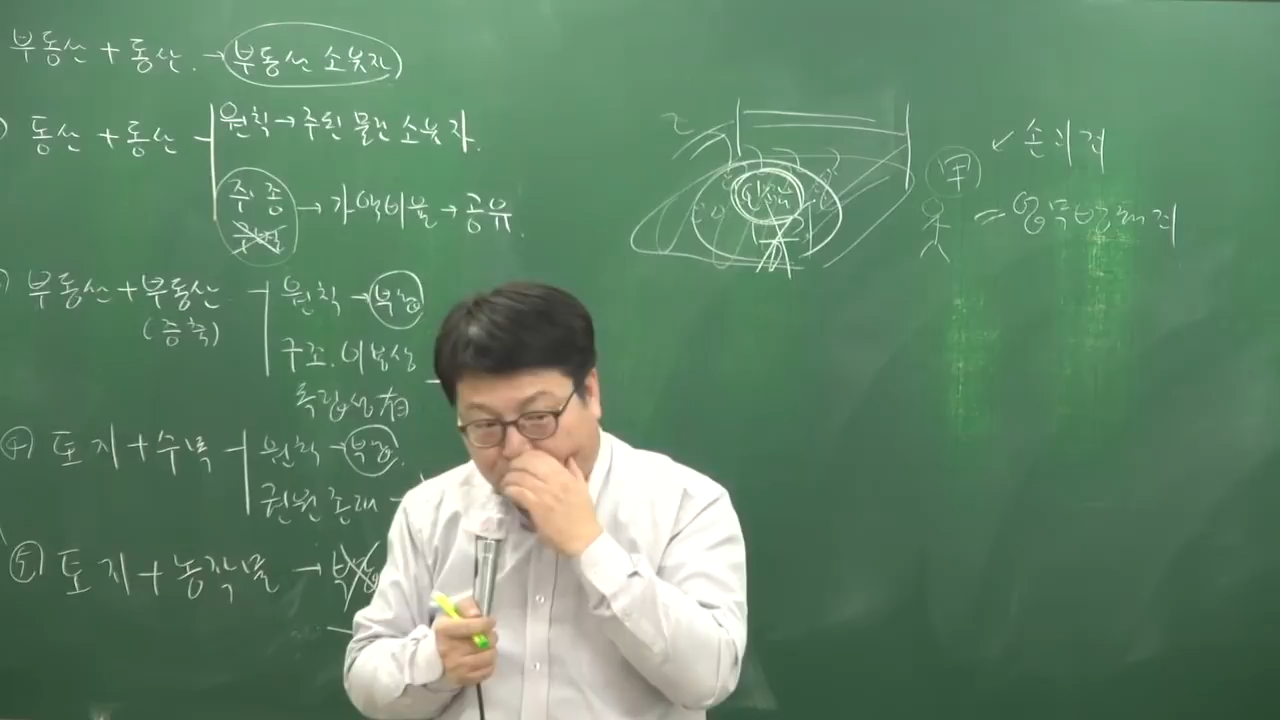 부동산 + 동산. → 부동산 소유자
) 동산 + 동산
원칙 → 주된 물건 소유자.
주.종
구별
→ 가액비율 → 공유.
) 부동산 + 부동산
(증축)
원칙 → 부합
구조.이용상
독립성 有
④ 토지 + 수목
원칙 → 부합.
권원 존재 →
⑤ 토지 + 농작물 → 부합
甲
✓ 손이전